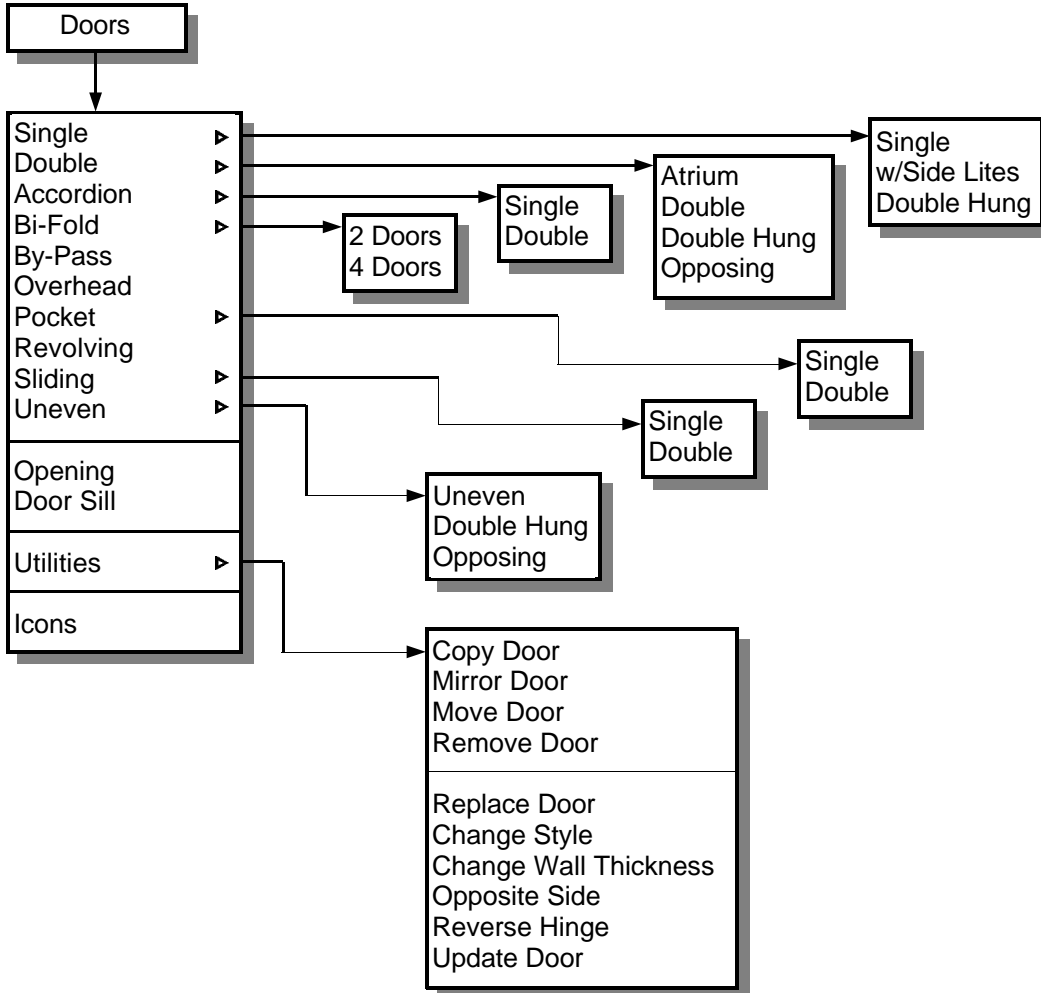 Doors
Single
Double
Accordion
Bi-Fold
By-Pass
Overhead
Pocket
Revolving
Sliding
Uneven
Opening
Door Sill
Utilities
Icons
Single
w/Side Lites
Double Hung
Atrium
Double
Double Hung
Opposing
Single
Double
2 Doors
4 Doors
Single
Double
Single
Double
Uneven
Double Hung
Opposing
Copy Door
Mirror Door
Move Door
Remove Door
Replace Door
Change Style
Change Wall Thickness
Opposite Side
Reverse Hinge
Update Door